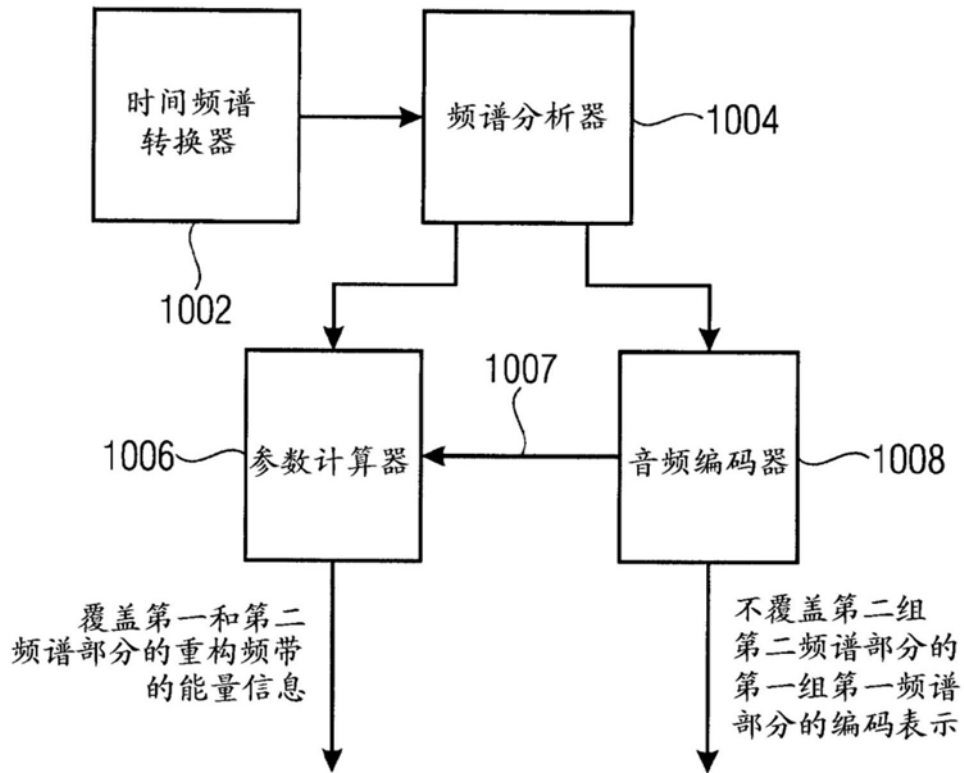 时间频谱
转换器
频谱分析器
1004
1002
1007
1006
参数计算器
音频编码器
1008
覆盖第一和第二
频谱部分的重构频带
的能量信息
不覆盖第二组
第二频谱部分的
第一组第一频谱
部分的编码表示